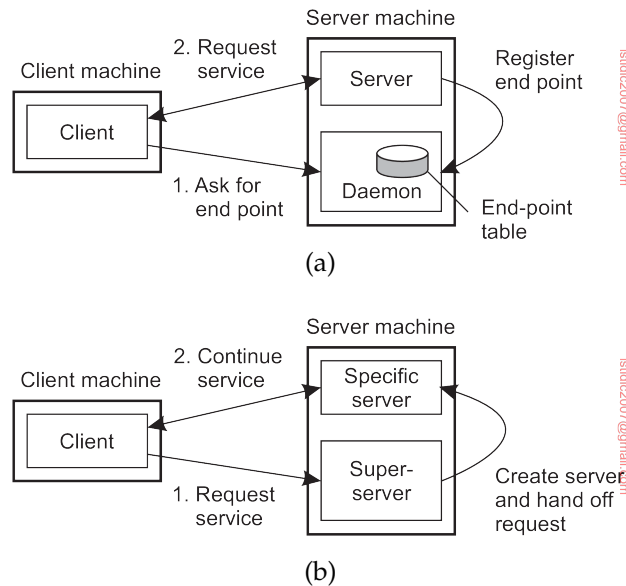 Server machine
2. Request
service
Client machine
Server
Register
end point
Client
1. Ask for
end point
Daemon
End-point
table
(a)
Server machine
2. Continue
service
Client machine
Specific
server
Client
Super-
server
1. Request
service
Create server
and hand off
request
(b)